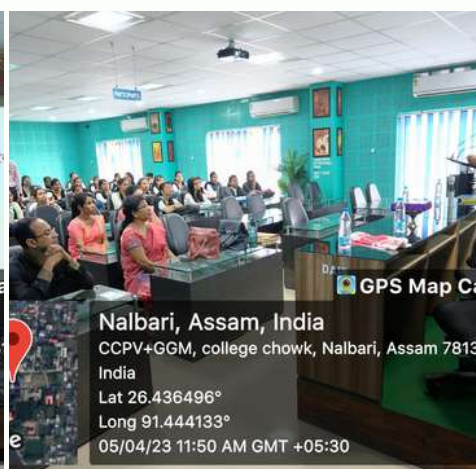 PARTICIPANTS
GPS Map Ca
Nalbari, Assam, India
CCPV+GGM, college chowk, Nalbari, Assam 7813
India
Lat 26.436496°
Long 91.444133°
05/04/23 11:50 AM GMT +05:30